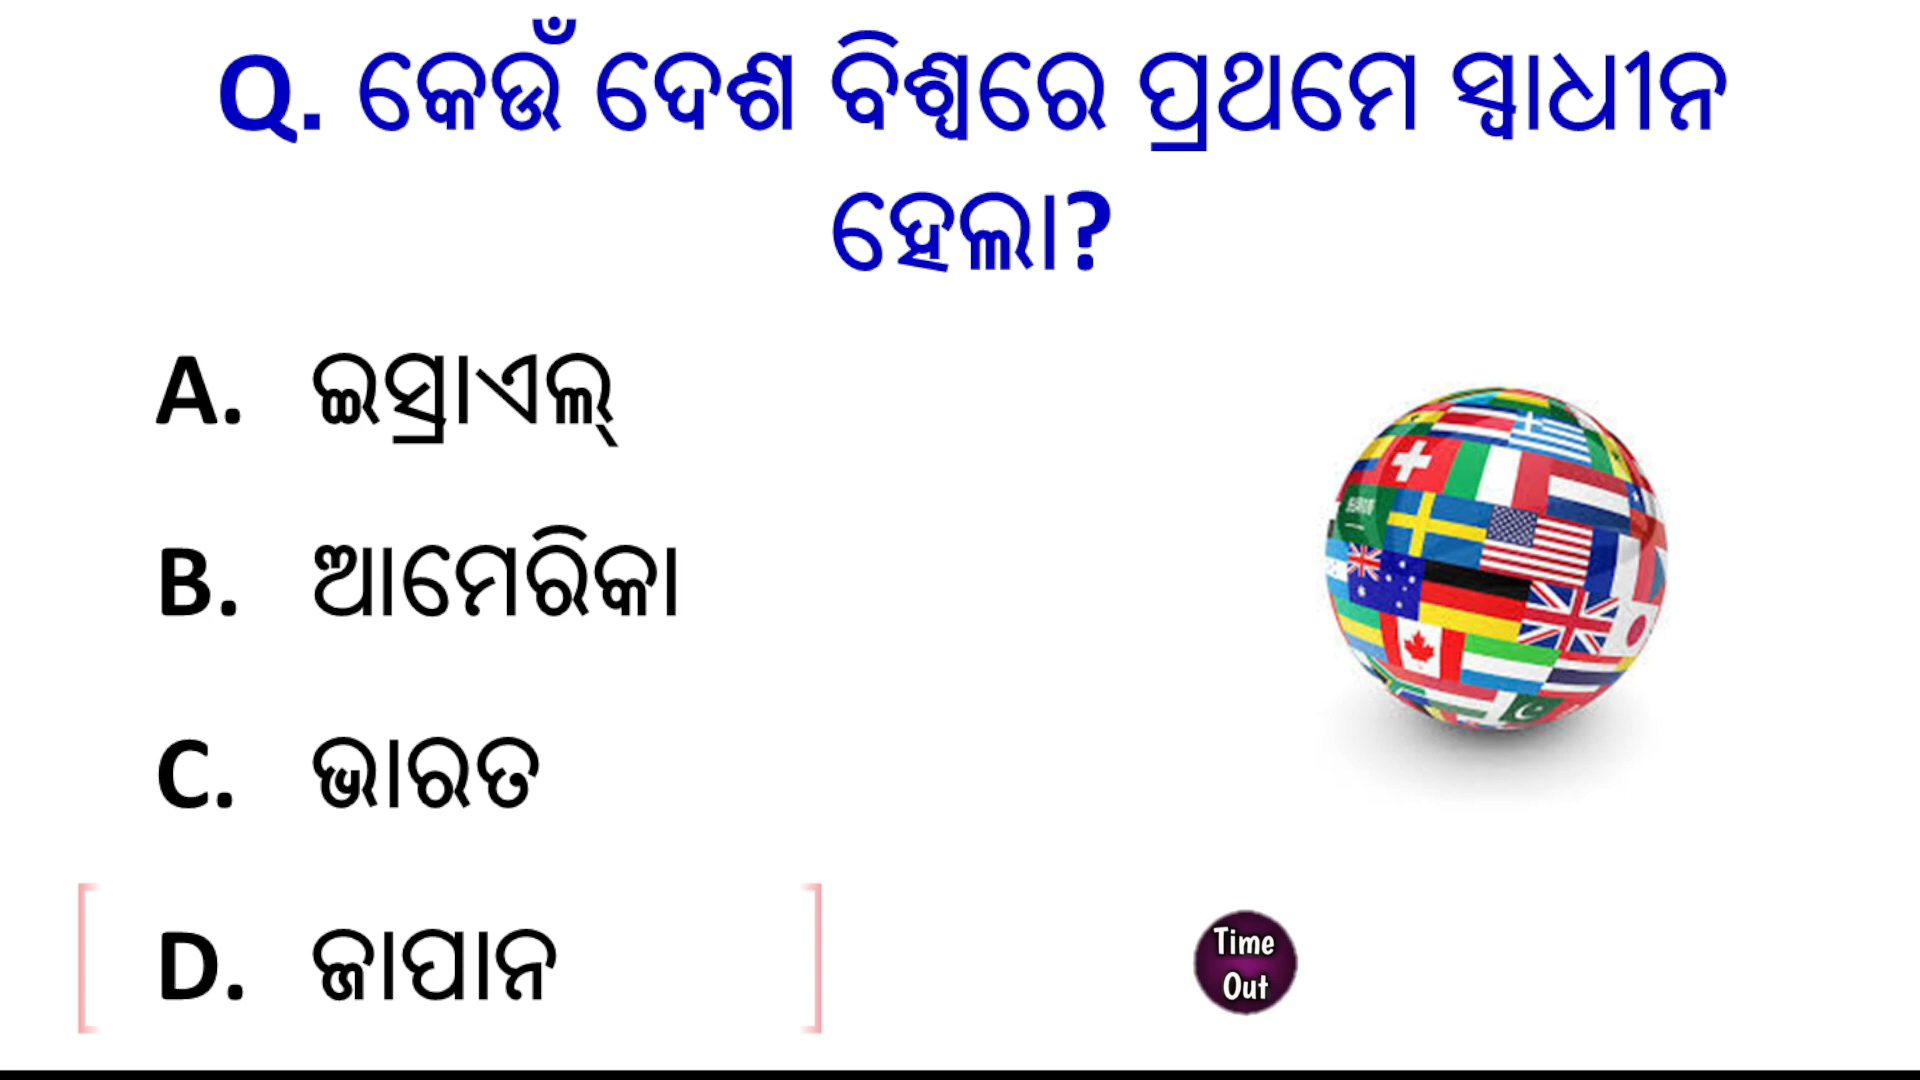 Q. କେଉଁ ଦେଶ ବିଶ୍ୱରେ ପ୍ରଥମେ ସ୍ୱାଧୀନ
ହେଲା?
A. ଇସ୍ରାଏଲ୍
B. ଆମେରିକା
C. ଭାରତ
D. ଜାପାନ
Time
Out